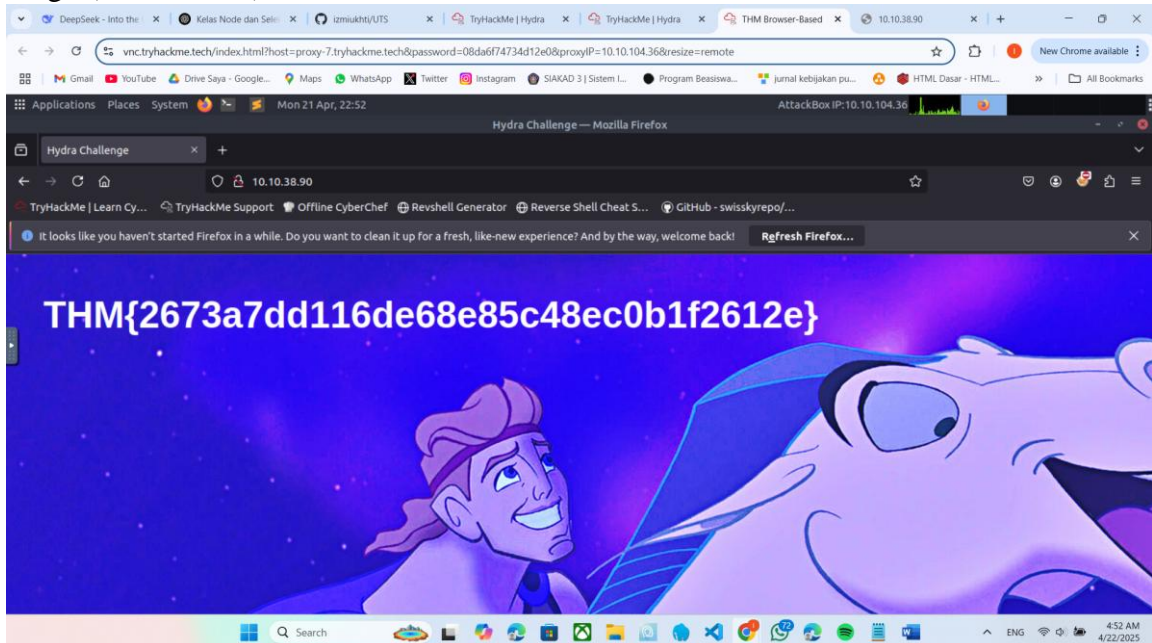 DeepSeek - Into the
Kelas Node dan Sele
izmiukhti/UTS
TryHackMe | Hydra
TryHackMe | Hydra
THM Browser-Based
10.10.38.90
vnc.tryhackme.tech/index.html?host=proxy-7.tryhackme.tech&password=08da6f74734d12e0&proxyIP=10.10.104.36&resize=remote
New Chrome available
Gmail YouTube Drive Saya - Google... Maps WhatsApp Twitter Instagram SIAKAD 3 | Sistem I... Program Beasiswa... jurnal kebijakan pu... HTML Dasar - HTML... » All Bookmarks
Applications Places System Mon 21 Apr, 22:52 AttackBox IP:10.10.104.36
Hydra Challenge — Mozilla Firefox
Hydra Challenge
10.10.38.90
TryHackMe | Learn Cy... TryHackMe Support Offline CyberChef Revshell Generator Reverse Shell Cheat S... GitHub - swisskyrepo/...
It looks like you haven't started Firefox in a while. Do you want to clean it up for a fresh, like-new experience? And by the way, welcome back! Refresh Firefox...
THM{2673a7dd116de68e85c48ec0b1f2612e}
Search
ENG
4:52 AM
4/22/2025